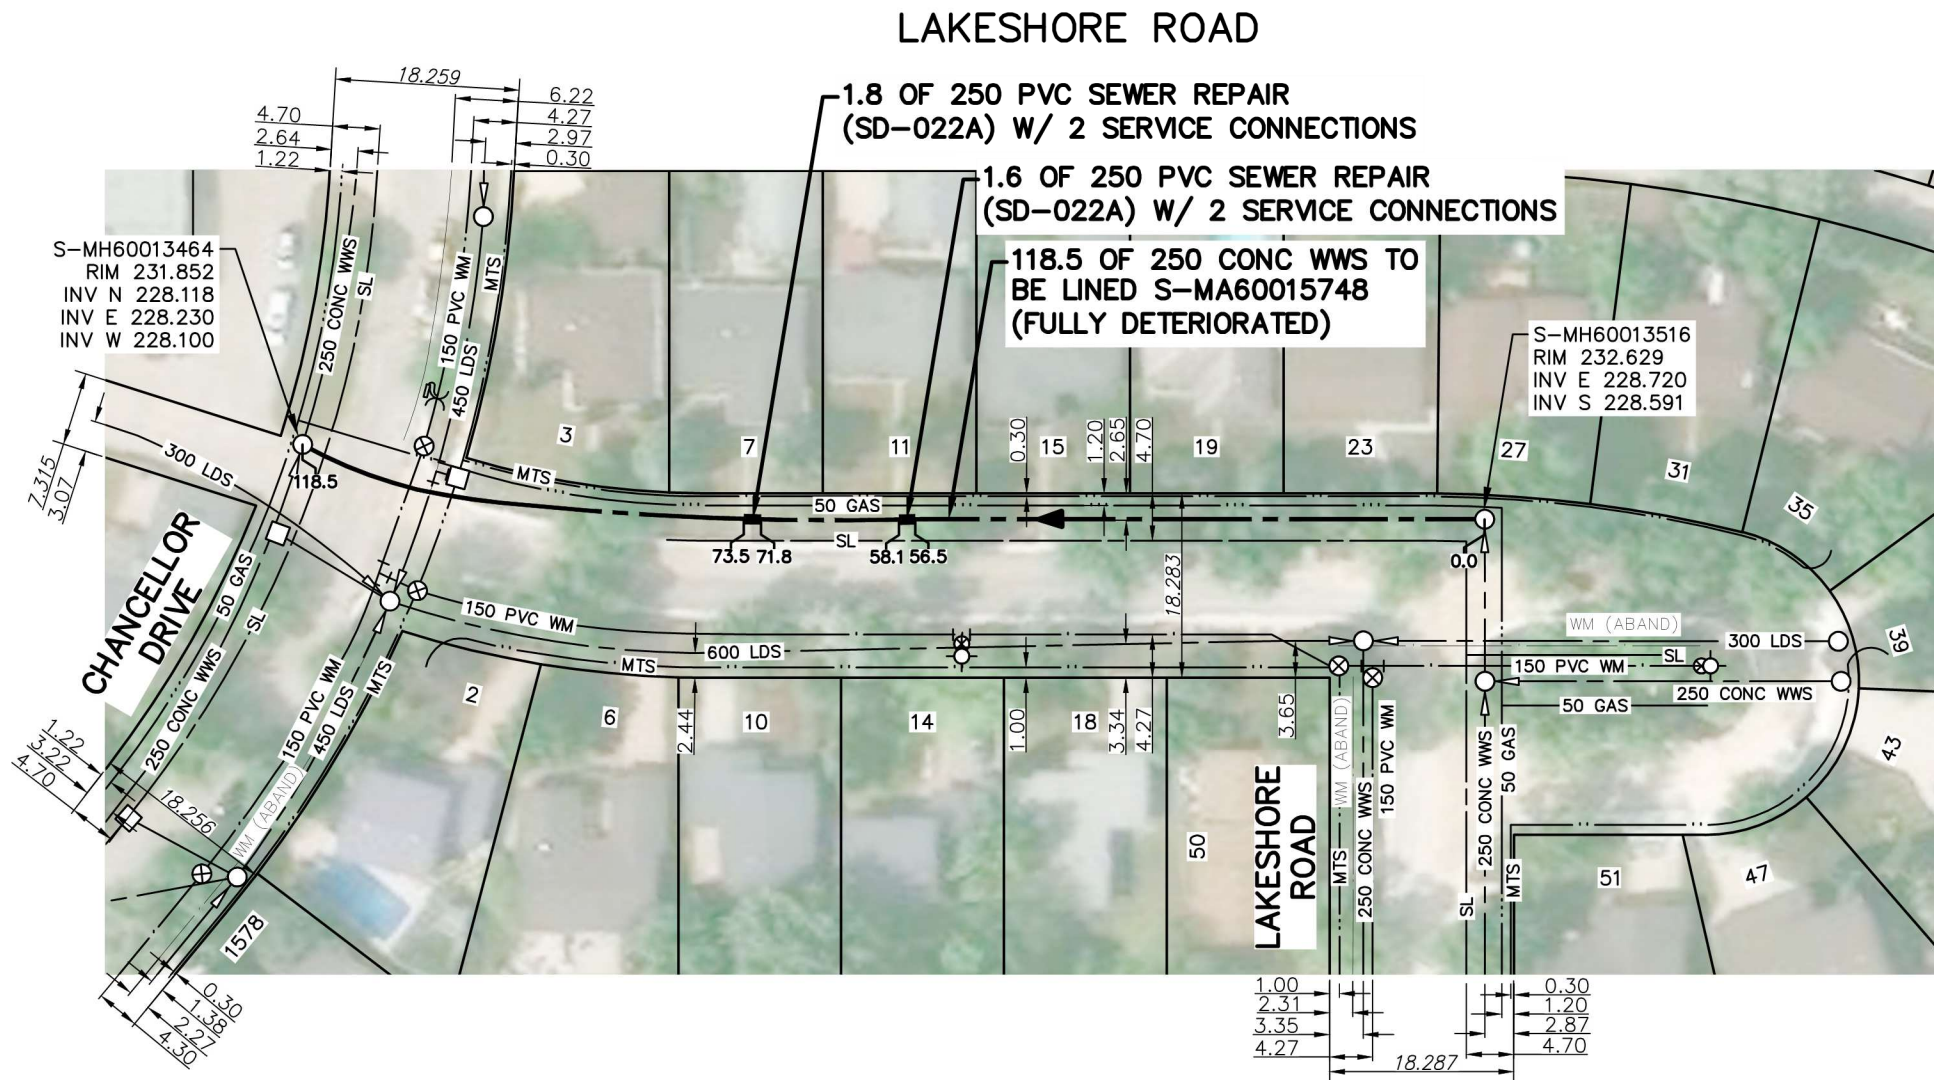 LAKESHORE ROAD
18.259
6.22
4.27
2.97
0.30
4.70
2.64
1.22
1.8 OF 250 PVC SEWER REPAIR
(SD-022A) W/ 2 SERVICE CONNECTIONS
1.6 OF 250 PVC SEWER REPAIR
(SD-022A) W/ 2 SERVICE CONNECTIONS
118.5 OF 250 CONC WWS TO
BE LINED S-MA60015748
(FULLY DETERIORATED)
S-MH60013464
RIM 231.852
INV N 228.118
INV E 228.230
INV W 228.100
S-MH60013516
RIM 232.629
INV E 228.720
INV S 228.591
250 CONC WWS
SL
150 PVC WM
MTS
450 LDS
7.315
3.07
300 LDS
118.5
3
7
11
15
19
23
27
31
35
39
43
47
51
0.30
1.20
2.65
4.70
MTS
50 GAS
SL
73.5
71.8
58.1
56.5
0.0
18.283
CHANCELLOR
DRIVE
50 GAS
SL
250 CONC WWS
150 PVC WM
450 LDS
MTS
WM (ABAND)
150 PVC WM
600 LDS
MTS
WM (ABAND)
300 LDS
SL
150 PVC WM
250 CONC WWS
50 GAS
2
6
10
14
18
50
2.44
1.00
3.34
4.27
3.65
1.22
3.22
4.70
18.256
1578
0.30
1.38
2.27
4.30
LAKESHORE
ROAD
MTS
WM (ABAND)
250 CONC WWS
150 PVC WM
SL
250 CONC WWS
50 GAS
MTS
1.00
2.31
3.35
4.27
18.287
0.30
1.20
2.87
4.70